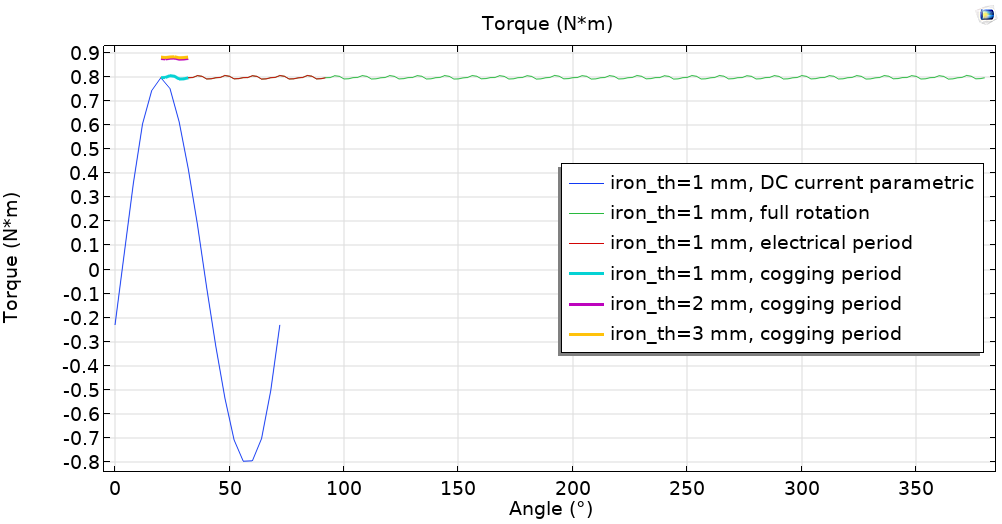 Torque (N*m)
0.9
0.8
0.7
0.6
0.5
0.4
0.3
0.2
0.1
0
-0.1
-0.2
-0.3
-0.4
-0.5
-0.6
-0.7
-0.8
Torque (N*m)
iron_th=1 mm, DC current parametric
iron_th=1 mm, full rotation
iron_th=1 mm, electrical period
iron_th=1 mm, cogging period
iron_th=2 mm, cogging period
iron_th=3 mm, cogging period
0 50 100 150 200 250 300 350
Angle (°)